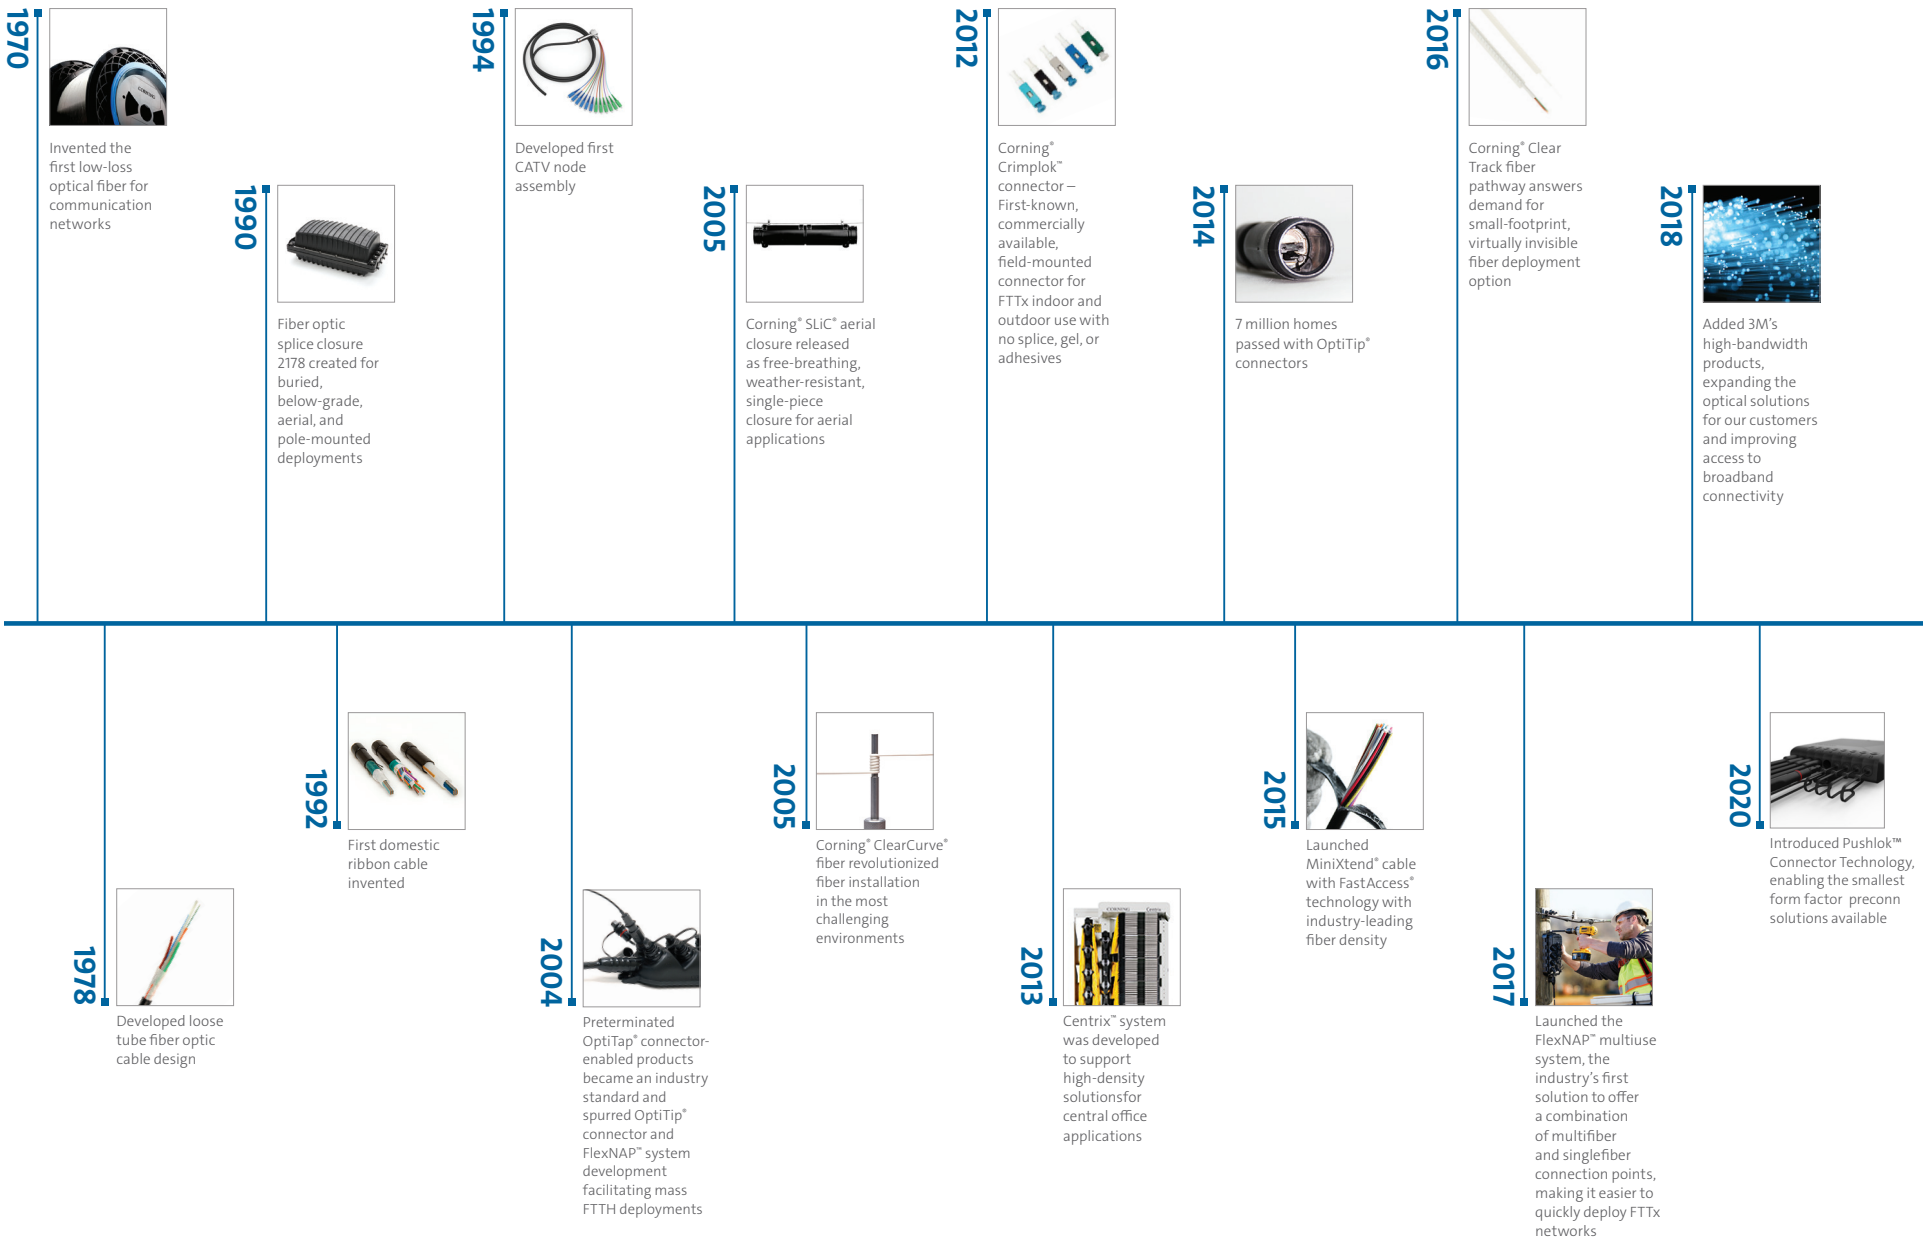 1970
Invented the
first low-loss
optical fiber for
communication
networks
1990
Fiber optic
splice closure
2178 created for
buried,
below-grade,
aerial, and
pole-mounted
deployments
1994
Developed first
CATV node
assembly
2005
Corning® SLiC® aerial
closure released
as free-breathing,
weather-resistant,
single-piece
closure for aerial
applications
2012
Corning®
Crimplok™
connector –
First-known,
commercially
available,
field-mounted
connector for
FTTx indoor and
outdoor use with
no splice, gel, or
adhesives
2014
7 million homes
passed with OptiTip®
connectors
2016
Corning® Clear
Track fiber
pathway answers
demand for
small-footprint,
virtually invisible
fiber deployment
option
2018
Added 3M’s
high-bandwidth
products,
expanding the
optical solutions
for our customers
and improving
access to
broadband
connectivity
1978
Developed loose
tube fiber optic
cable design
1992
First domestic
ribbon cable
invented
2004
Preterminated
OptiTap® connector-
enabled products
became an industry
standard and
spurred OptiTip®
connector and
FlexNAP™ system
development
facilitating mass
FTTH deployments
2005
Corning® ClearCurve®
fiber revolutionized
fiber installation
in the most
challenging
environments
2013
CORNING Centrix
Centrix™ system
was developed
to support
high-density
solutionsfor
central office
applications
2015
Launched
MiniXtend® cable
with FastAccess®
technology with
industry-leading
fiber density
2017
Launched the
FlexNAP™ multiuse
system, the
industry’s first
solution to offer
a combination
of multifiber
and singlefiber
connection points,
making it easier to
quickly deploy FTTx
networks
2020
Introduced Pushlok™
Connector Technology,
enabling the smallest
form factor preconn
solutions available
CORNING